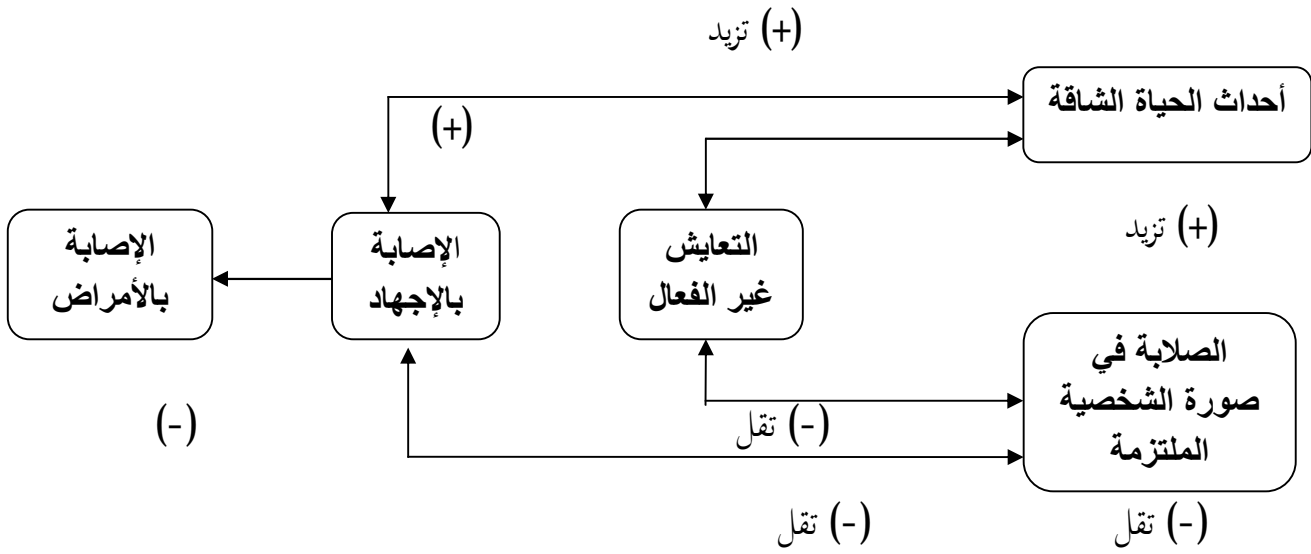 (+) تزيد
أحداث الحياة الشاقة
(+)
(+) تزيد
التعايش
غير الفعال
الإصابة
بالإجهاد
الإصابة
بالأمراض
الصلابة في
صورة الشخصية
الملتزمة
(-) تقل
(-)
(-) تقل
(-) تقل